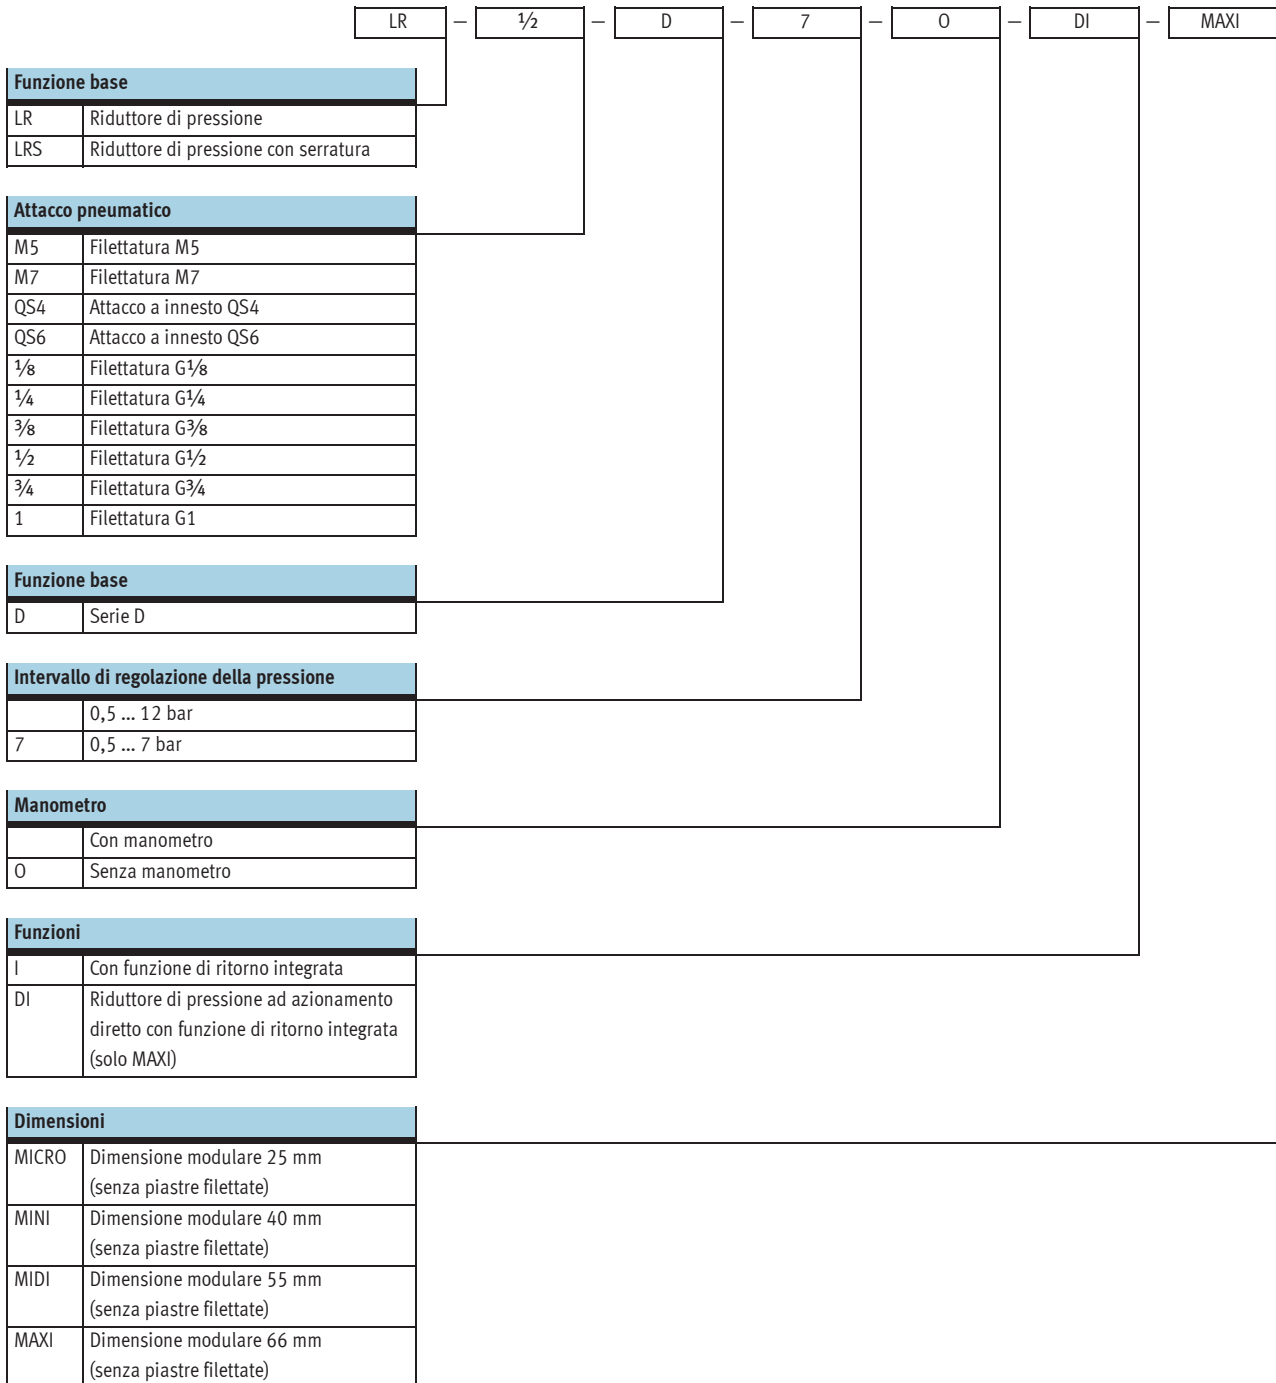 LR – ½ – D – 7 – O – DI – MAXI
Funzione base
LR Riduttore di pressione
LRS Riduttore di pressione con serratura
Attacco pneumatico
M5 Filettatura M5
M7 Filettatura M7
QS4 Attacco a innesto QS4
QS6 Attacco a innesto QS6
⅛ Filettatura G⅛
¼ Filettatura G¼
⅜ Filettatura G⅜
½ Filettatura G½
¾ Filettatura G¾
1 Filettatura G1
Funzione base
D Serie D
Intervallo di regolazione della pressione
0,5 ... 12 bar
7 0,5 ... 7 bar
Manometro
Con manometro
O Senza manometro
Funzioni
I Con funzione di ritorno integrata
DI Riduttore di pressione ad azionamento
diretto con funzione di ritorno integrata
(solo MAXI)
Dimensioni
MICRO Dimensione modulare 25 mm
(senza piastre filettate)
MINI Dimensione modulare 40 mm
(senza piastre filettate)
MIDI Dimensione modulare 55 mm
(senza piastre filettate)
MAXI Dimensione modulare 66 mm
(senza piastre filettate)